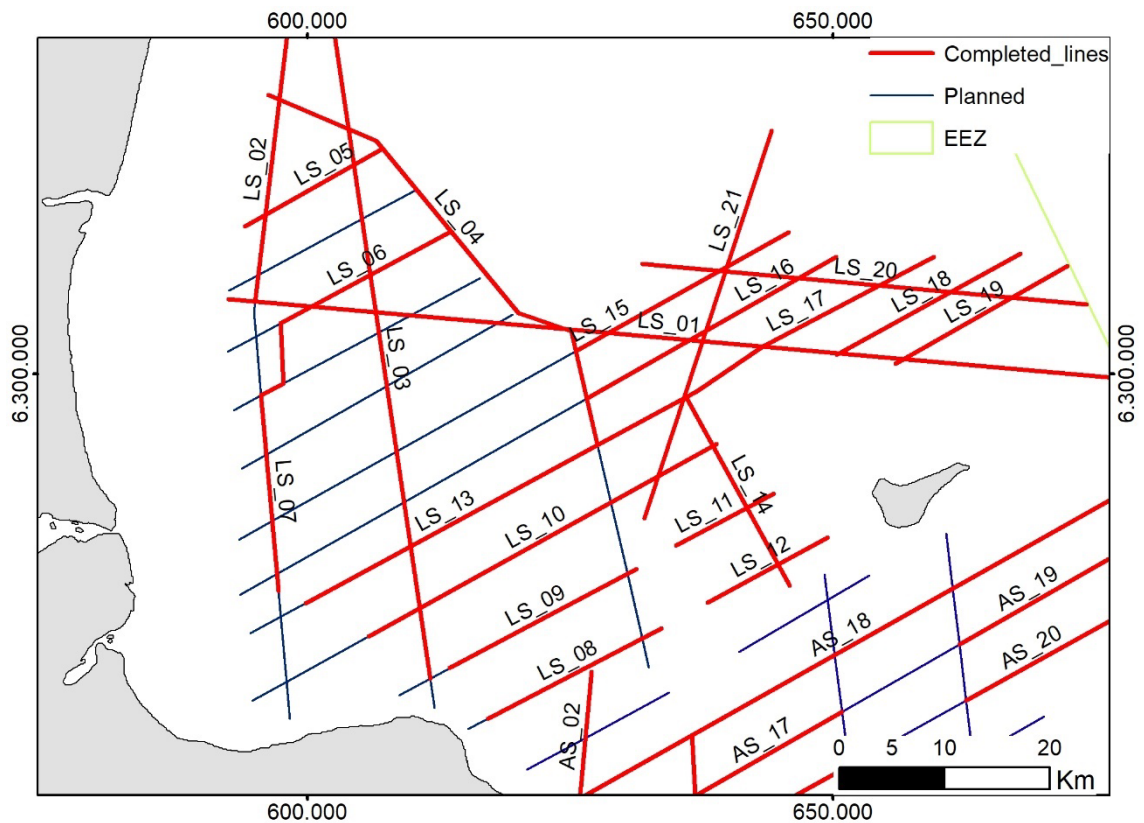 600.000
650.000
Completed_lines
Planned
EEZ
LS_02
LS_05
LS_04
LS_21
LS_06
LS_16
LS_20
LS_18
LS_19
LS_15
LS_01
LS_17
LS_03
6.300.000
6.300.000
LS_07
LS_13
LS_10
LS_14
LS_11
LS_12
LS_09
LS_08
AS_19
AS_18
AS_20
AS_02
AS_17
0
5
10
20
Km
600.000
650.000